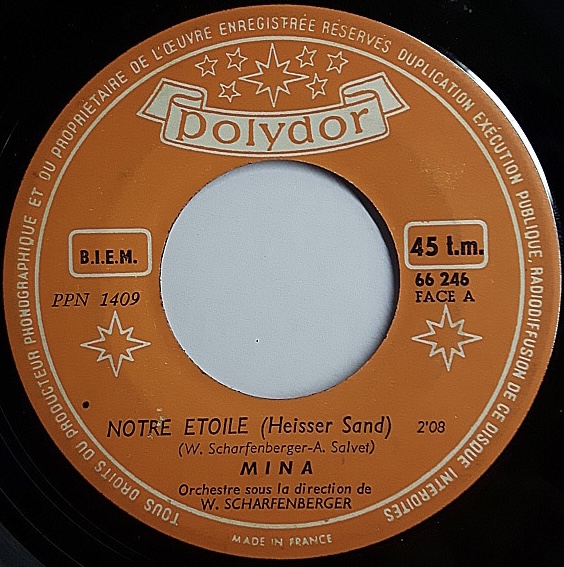 TOUS DROITS DU PRODUCTEUR PHONOGRAPHIQUE ET DU PROPRIÉTAIRE DE L'ŒUVRE ENREGISTRÉE RÉSERVÉS DUPLICATION EXÉCUTION PUBLIQUE, RADIODIFFUSION DE CE DISQUE INTERDITES
polydor
B.I.E.M.
45 t.m.
PPN 1409
66 246
FACE A
NOTRE ETOILE (Heisser Sand) 2'08
(W. Scharfenberger-A. Salvet)
MINA
Orchestre sous la direction de
W. SCHARFENBERGER
MADE IN FRANCE